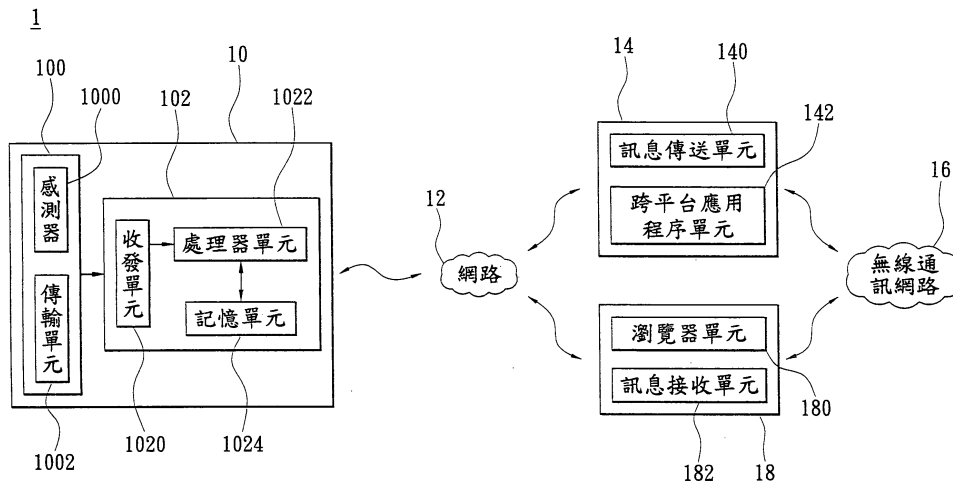 1
10
100
1000
102
1022
感測器
傳輸單元
收發單元
處理器單元
記憶單元
1002
1020
1024
12
網路
14
140
142
訊息傳送單元
跨平台應用
程序單元
16
無線通
訊網路
瀏覽器單元
訊息接收單元
180
182
18